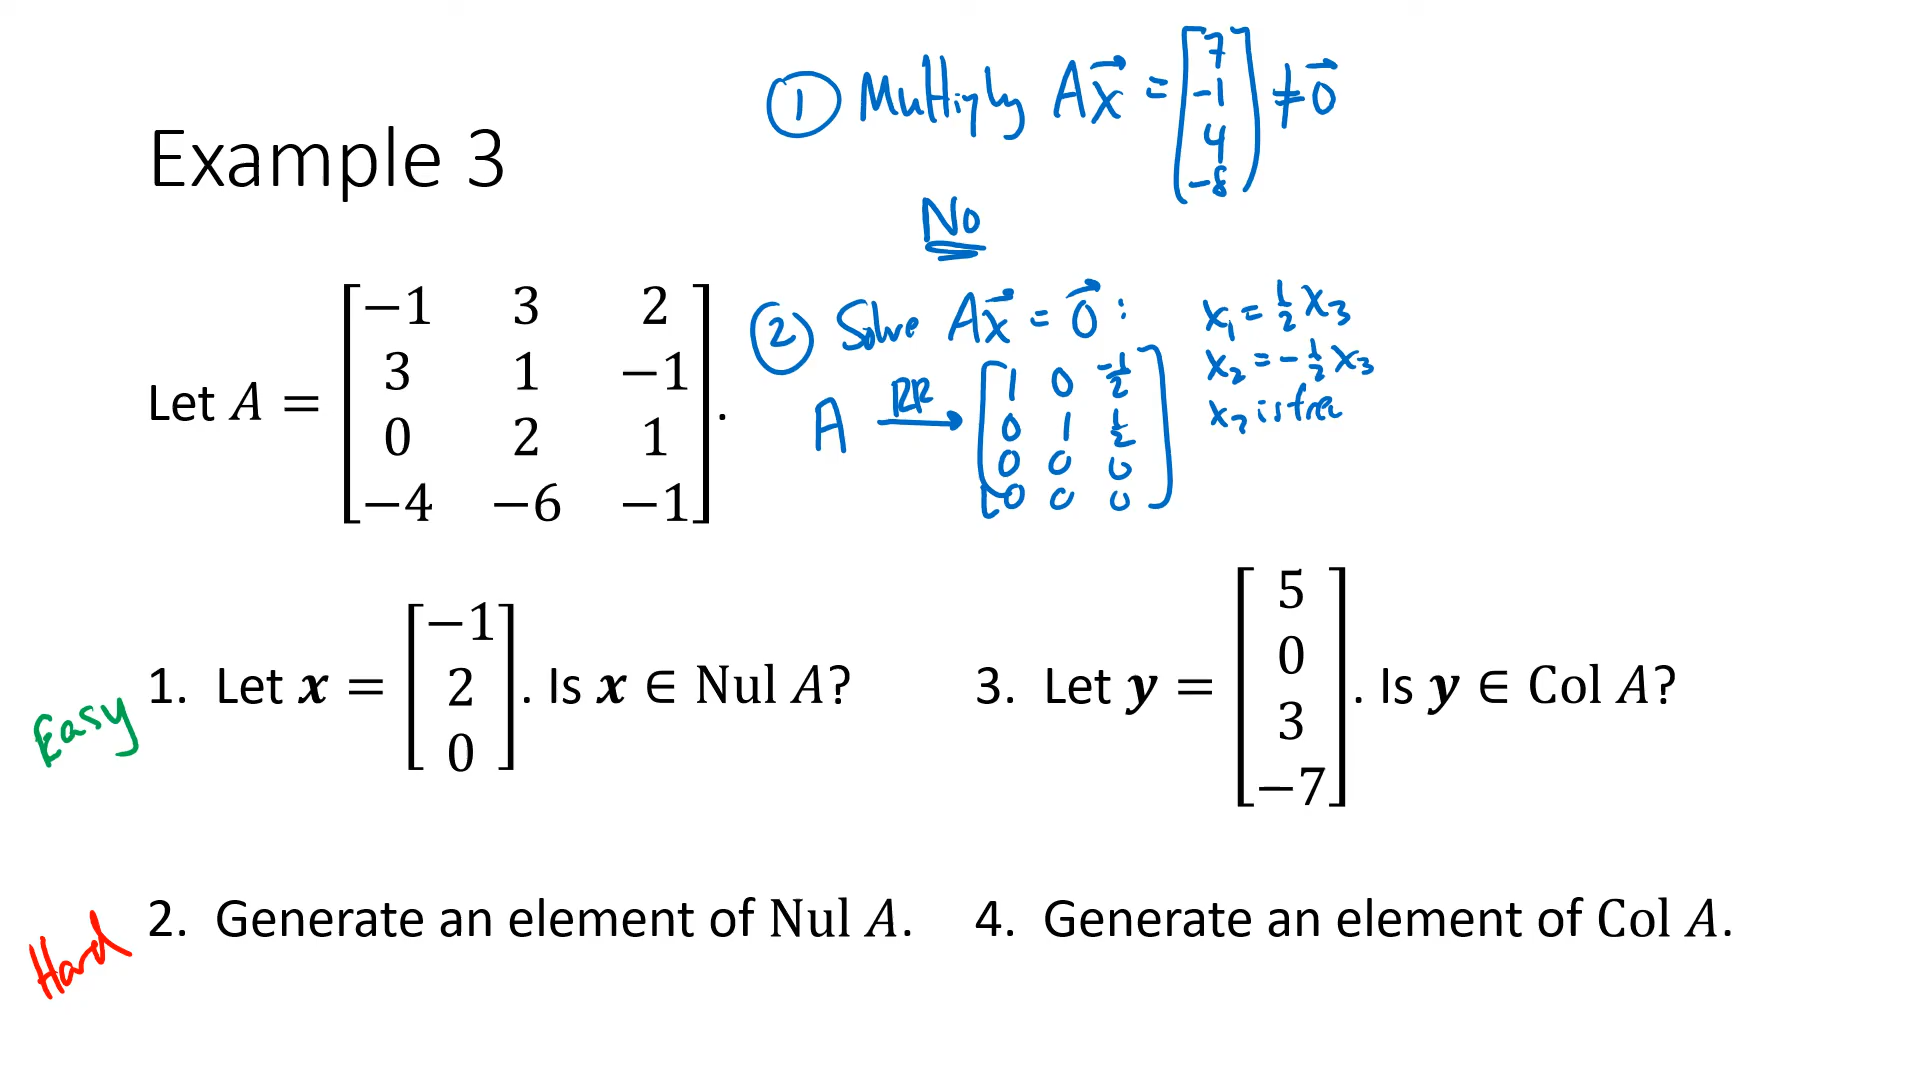 ① Multiply Ax⃗ = [7 -1 4 -8] ≠ 0⃗
Example 3
No
Let A = [−1 3 2
3 1 −1
0 2 1
−4 −6 −1].
② Solve Ax⃗ = 0⃗ :
A RR→ [1 0 -1/2
0 1 1/2
0 0 0
0 0 0]
x₁ = 1/2 x₃
x₂ = - 1/2 x₃
x₃ is free
Easy
1. Let x = [−1 2 0]. Is x ∈ Nul A?
3. Let y = [5 0 3 −7]. Is y ∈ Col A?
Hard
2. Generate an element of Nul A.
4. Generate an element of Col A.